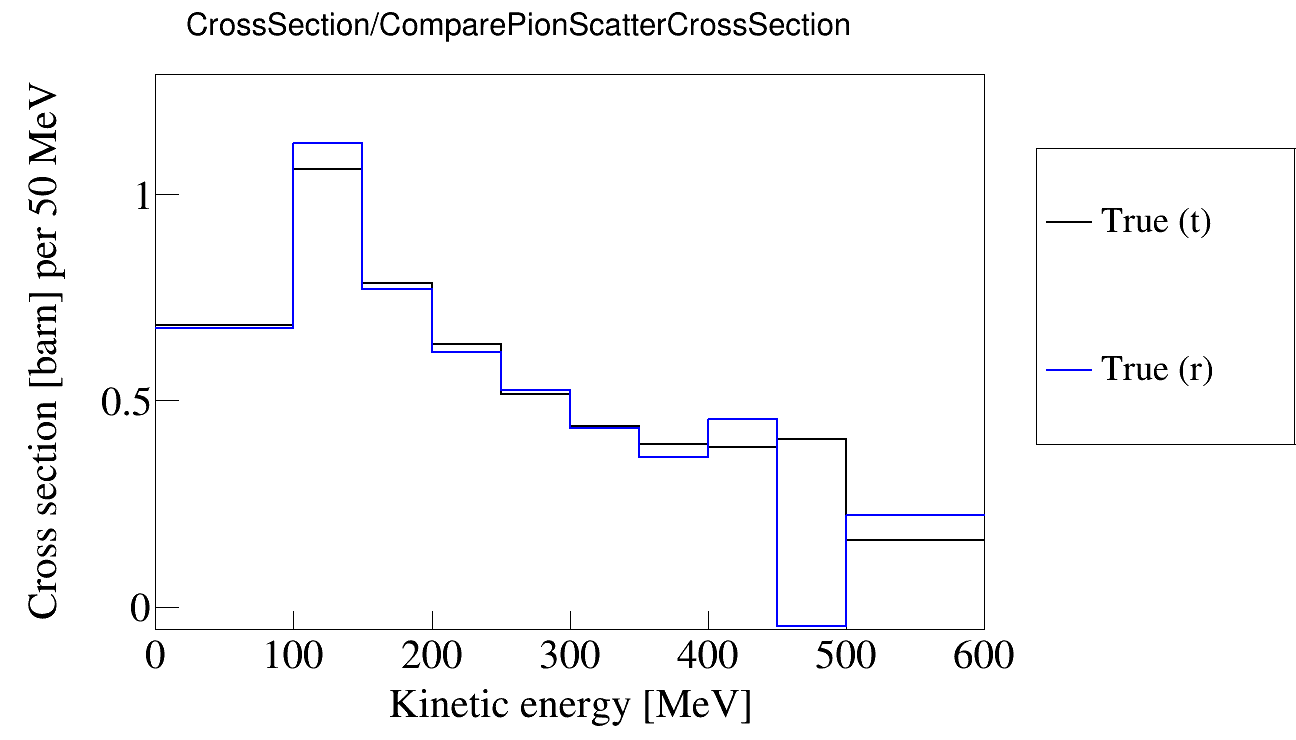 CrossSection/ComparePionScatterCrossSection
Cross section [barn] per 50 MeV
1
0.5
0
0 100 200 300 400 500 600
Kinetic energy [MeV]
True (t)
True (r)